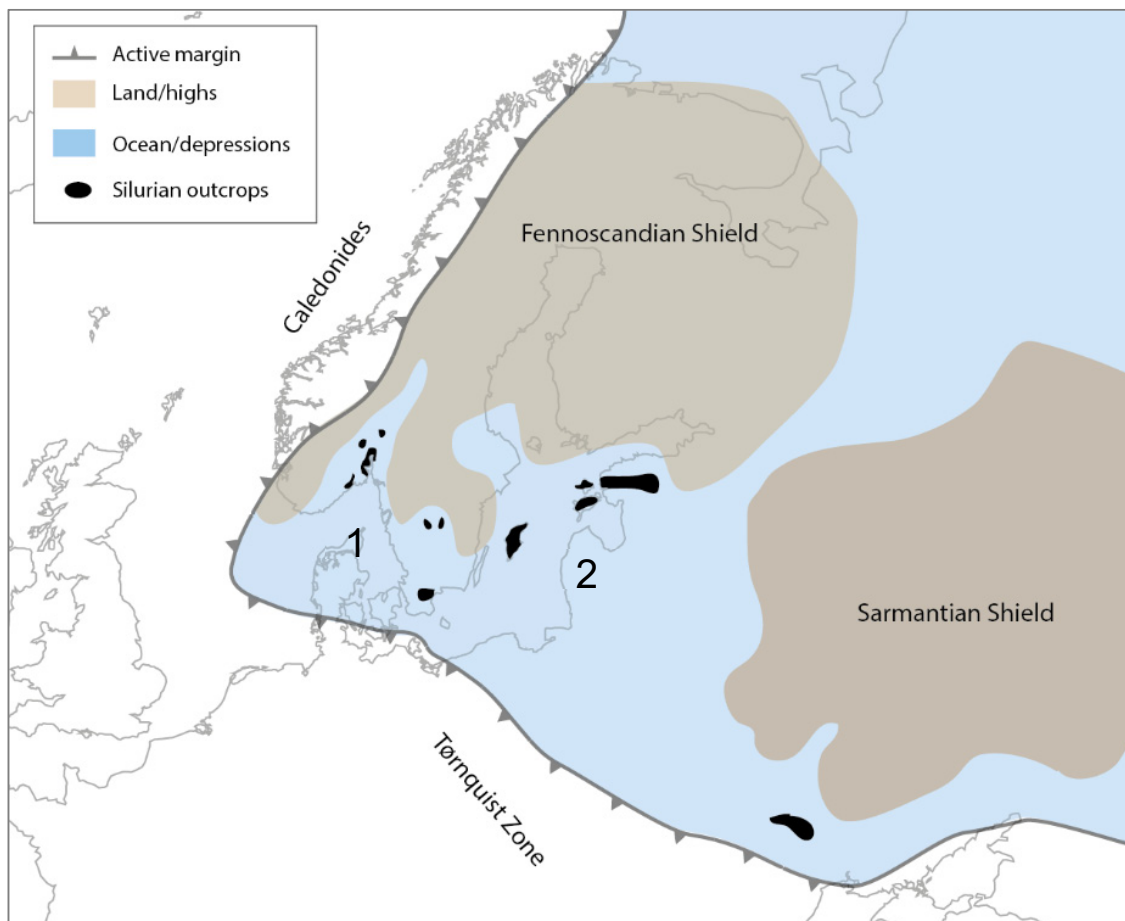 Active margin
Land/highs
Ocean/depressions
Silurian outcrops
Fennoscandian Shield
Caledonides
1
2
Sarmantian Shield
Tørnquist Zone